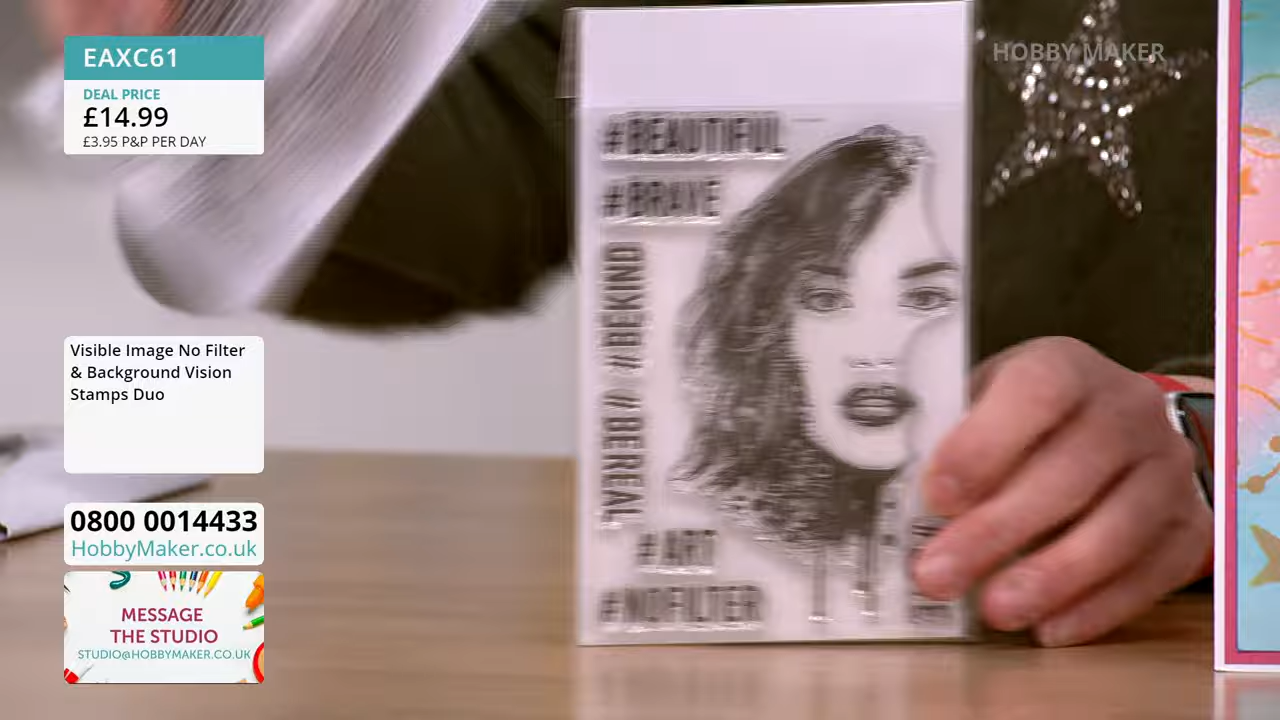 EAXC61
DEAL PRICE
£14.99
£3.95 P&P PER DAY
Visible Image No Filter
& Background Vision
Stamps Duo
0800 0014433
HobbyMaker.co.uk
MESSAGE
THE STUDIO
STUDIO@HOBBYMAKER.CO.UK
HOBBY MAKER
#BEAUTIFUL
#BRAVE
#BEKIND
#BEREAL
#ART
#NOFILTER